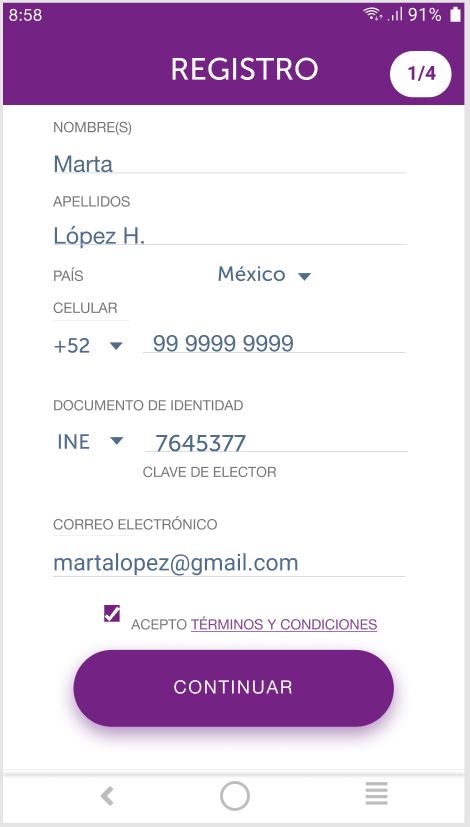 8:58 91%
REGISTRO
1/4
NOMBRE(S)
Marta
APELLIDOS
López H.
PAÍS México
CELULAR
+52 99 9999 9999
DOCUMENTO DE IDENTIDAD
INE 7645377
CLAVE DE ELECTOR
CORREO ELECTRÓNICO
martalopez@gmail.com
ACEPTO TÉRMINOS Y CONDICIONES
CONTINUAR